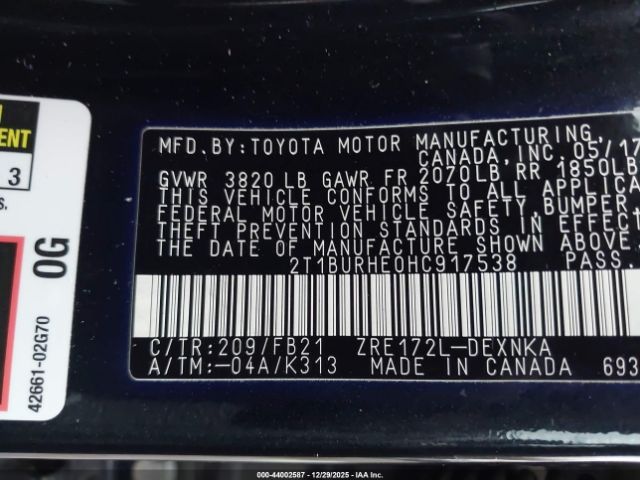 MFD.BY:TOYOTA MOTOR MANUFACTURING,
CANADA, INC. 05/17
GVWR 3820 LB GAWR FR 2070LB RR 1850LB
THIS VEHICLE CONFORMS TO ALL APPLICA
FEDERAL MOTOR VEHICLE SAFETY, BUMPER A
THEFT PREVENTION STANDARDS IN EFFECT
THE DATE OF MANUFACTURE SHOWN ABOVE
2T1BURHE0HC917538 PASS.
C/TR:209/FB21 ZRE172L-DEXNKA
A/TM:-04A/K313 MADE IN CANADA 693
ENT
3
S.
0G
42661-02G70
000-44002587 | 12/29/2025 | IAA Inc.